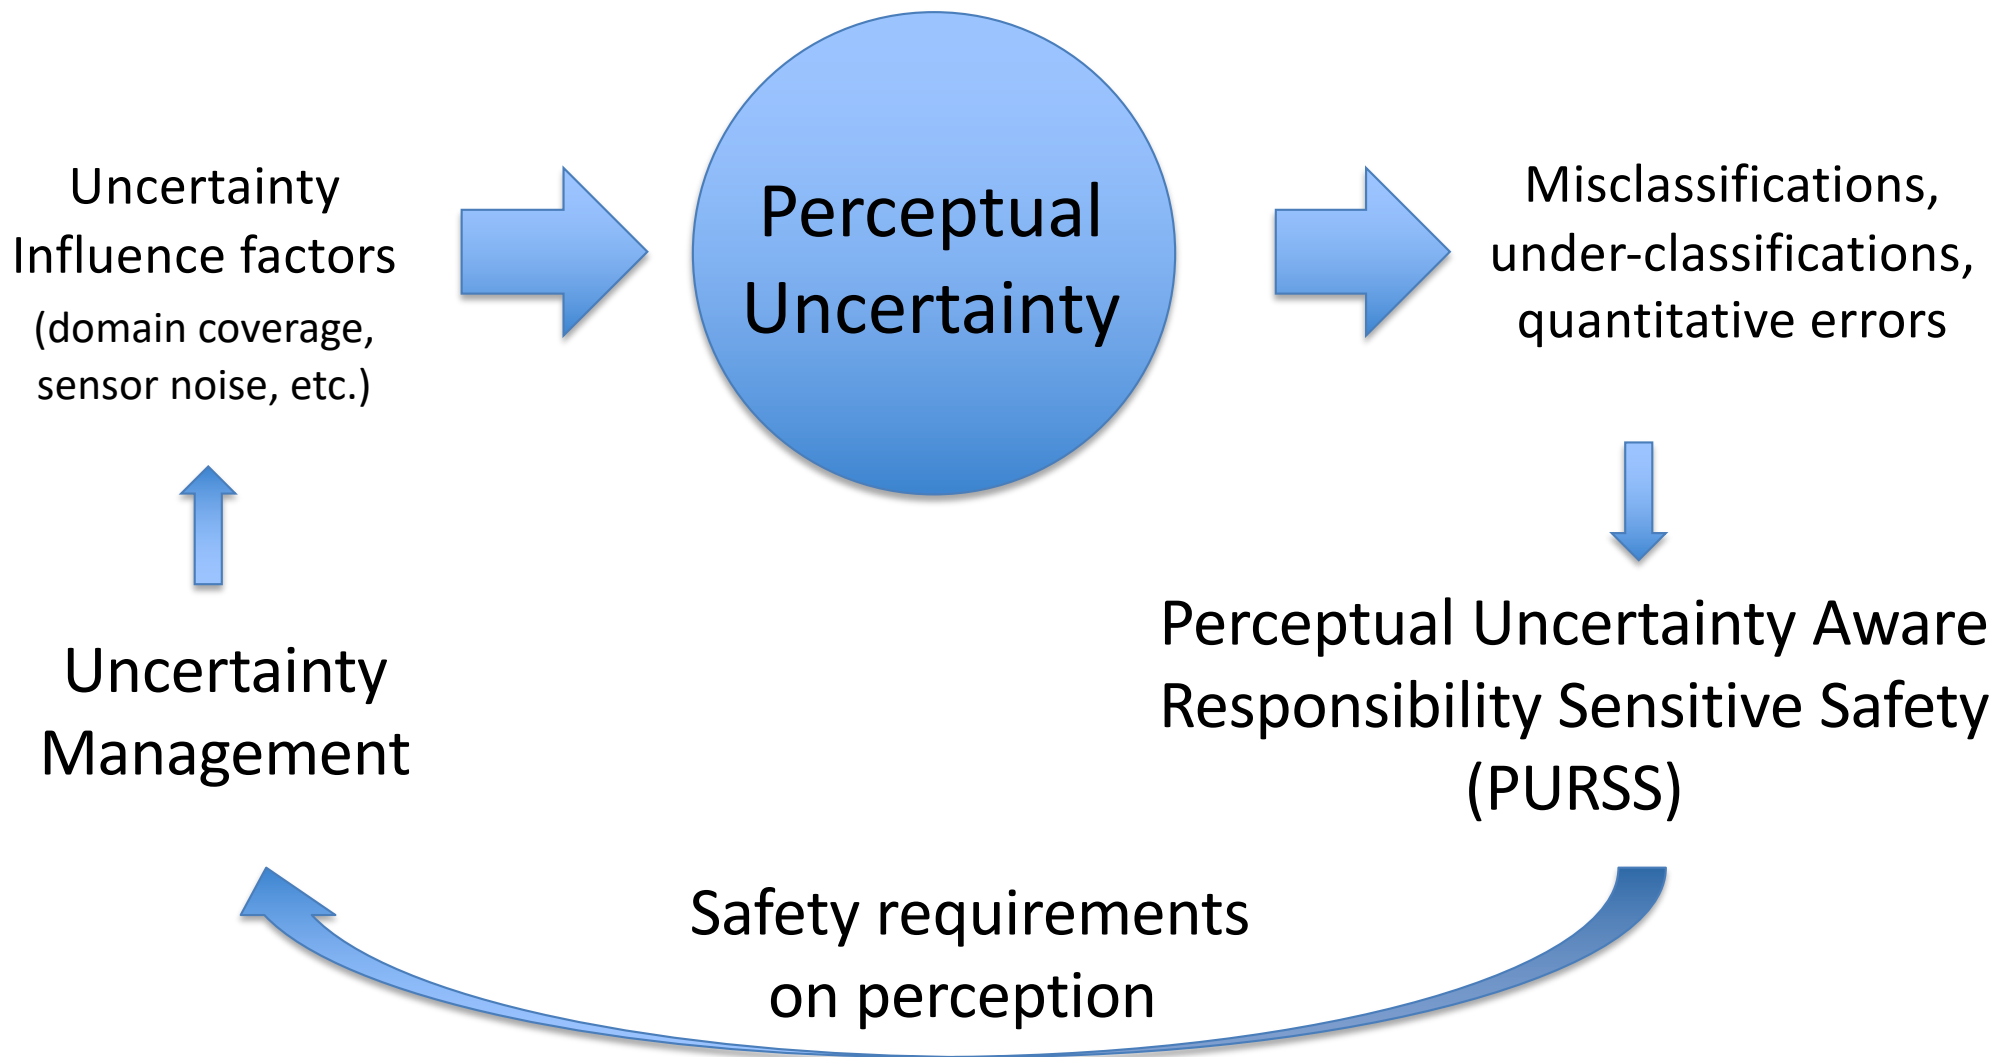 Uncertainty
Influence factors
(domain coverage,
sensor noise, etc.)
Perceptual
Uncertainty
Misclassifications,
under-classifications,
quantitative errors
Perceptual Uncertainty Aware
Responsibility Sensitive Safety
(PURSS)
Safety requirements
on perception
Uncertainty
Management